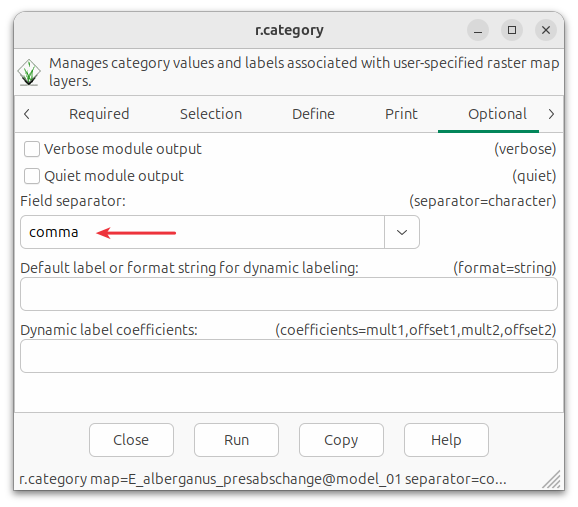 r.category
Manages category values and labels associated with user-specified raster map
layers.
Required Selection Define Print Optional
Verbose module output (verbose)
Quiet module output (quiet)
Field separator: (separator=character)
comma
Default label or format string for dynamic labeling: (format=string)
Dynamic label coefficients: (coefficients=mult1,offset1,mult2,offset2)
Close Run Copy Help
r.category map=E_alberganus_presabschange@model_01 separator=co...